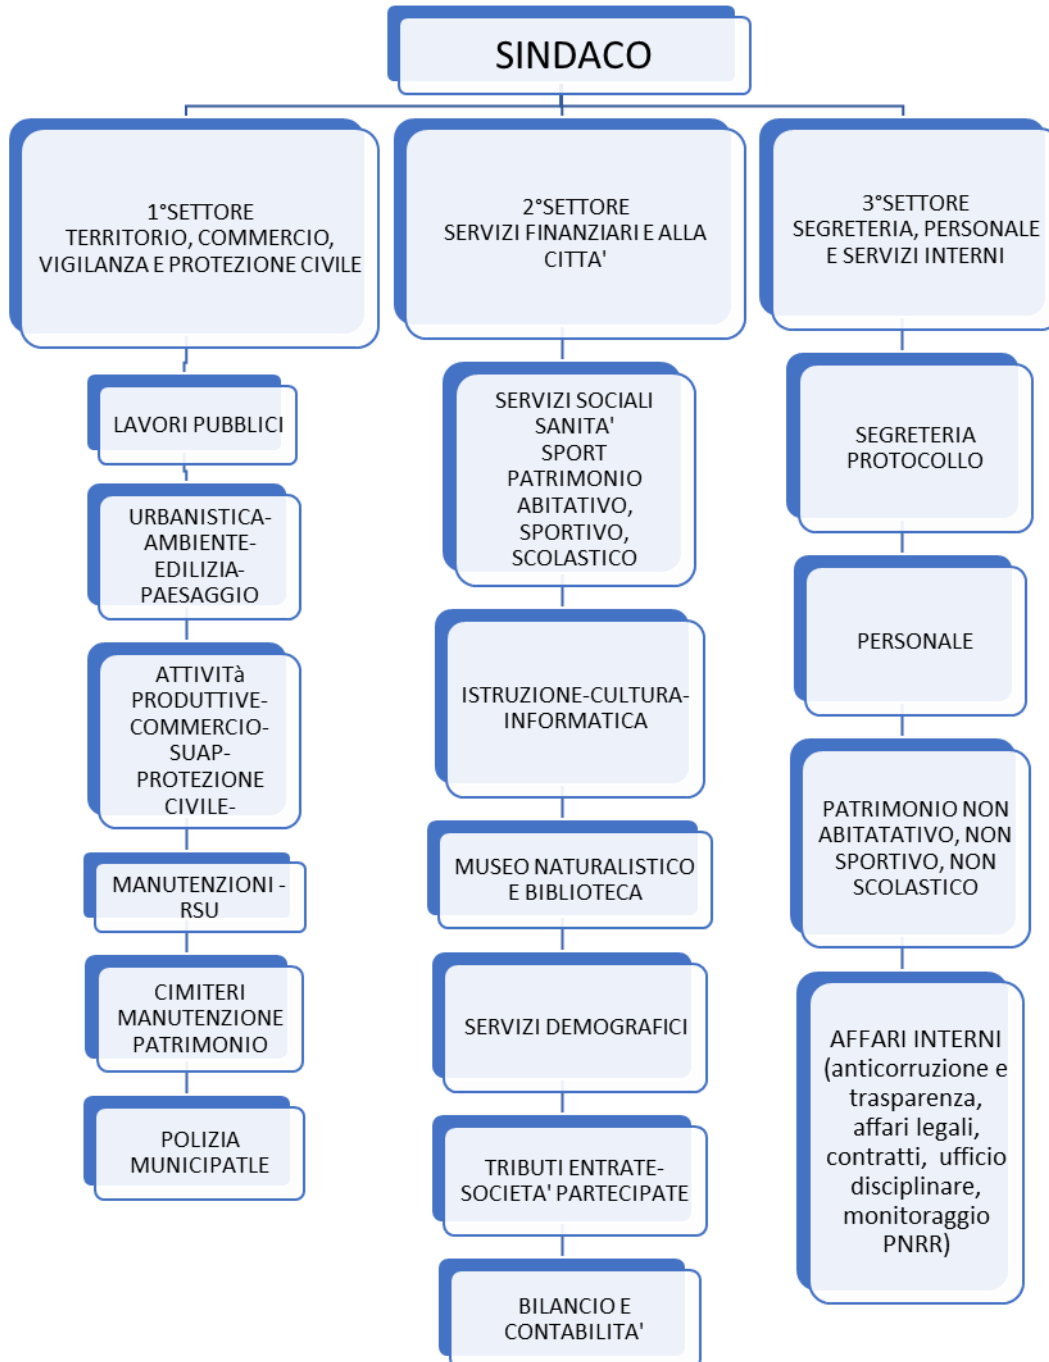 SINDACO
1°SETTORE
TERRITORIO, COMMERCIO,
VIGILANZA E PROTEZIONE CIVILE
LAVORI PUBBLICI
URBANISTICA-
AMBIENTE-
EDILIZIA-
PAESAGGIO
ATTIVITà
PRODUTTIVE-
COMMERCIO-
SUAP-
PROTEZIONE
CIVILE-
MANUTENZIONI -
RSU
CIMITERI
MANUTENZIONE
PATRIMONIO
POLIZIA
MUNICIPATLE
2°SETTORE
SERVIZI FINANZIARI E ALLA
CITTA'
SERVIZI SOCIALI
SANITA'
SPORT
PATRIMONIO
ABITATIVO,
SPORTIVO,
SCOLASTICO
ISTRUZIONE-CULTURA-
INFORMATICA
MUSEO NATURALISTICO
E BIBLIOTECA
SERVIZI DEMOGRAFICI
TRIBUTI ENTRATE-
SOCIETA' PARTECIPATE
BILANCIO E
CONTABILITA'
3°SETTORE
SEGRETERIA, PERSONALE
E SERVIZI INTERNI
SEGRETERIA
PROTOCOLLO
PERSONALE
PATRIMONIO NON
ABITATATIVO, NON
SPORTIVO, NON
SCOLASTICO
AFFARI INTERNI
(anticorruzione e
trasparenza,
affari legali,
contratti, ufficio
disciplinare,
monitoraggio
PNRR)